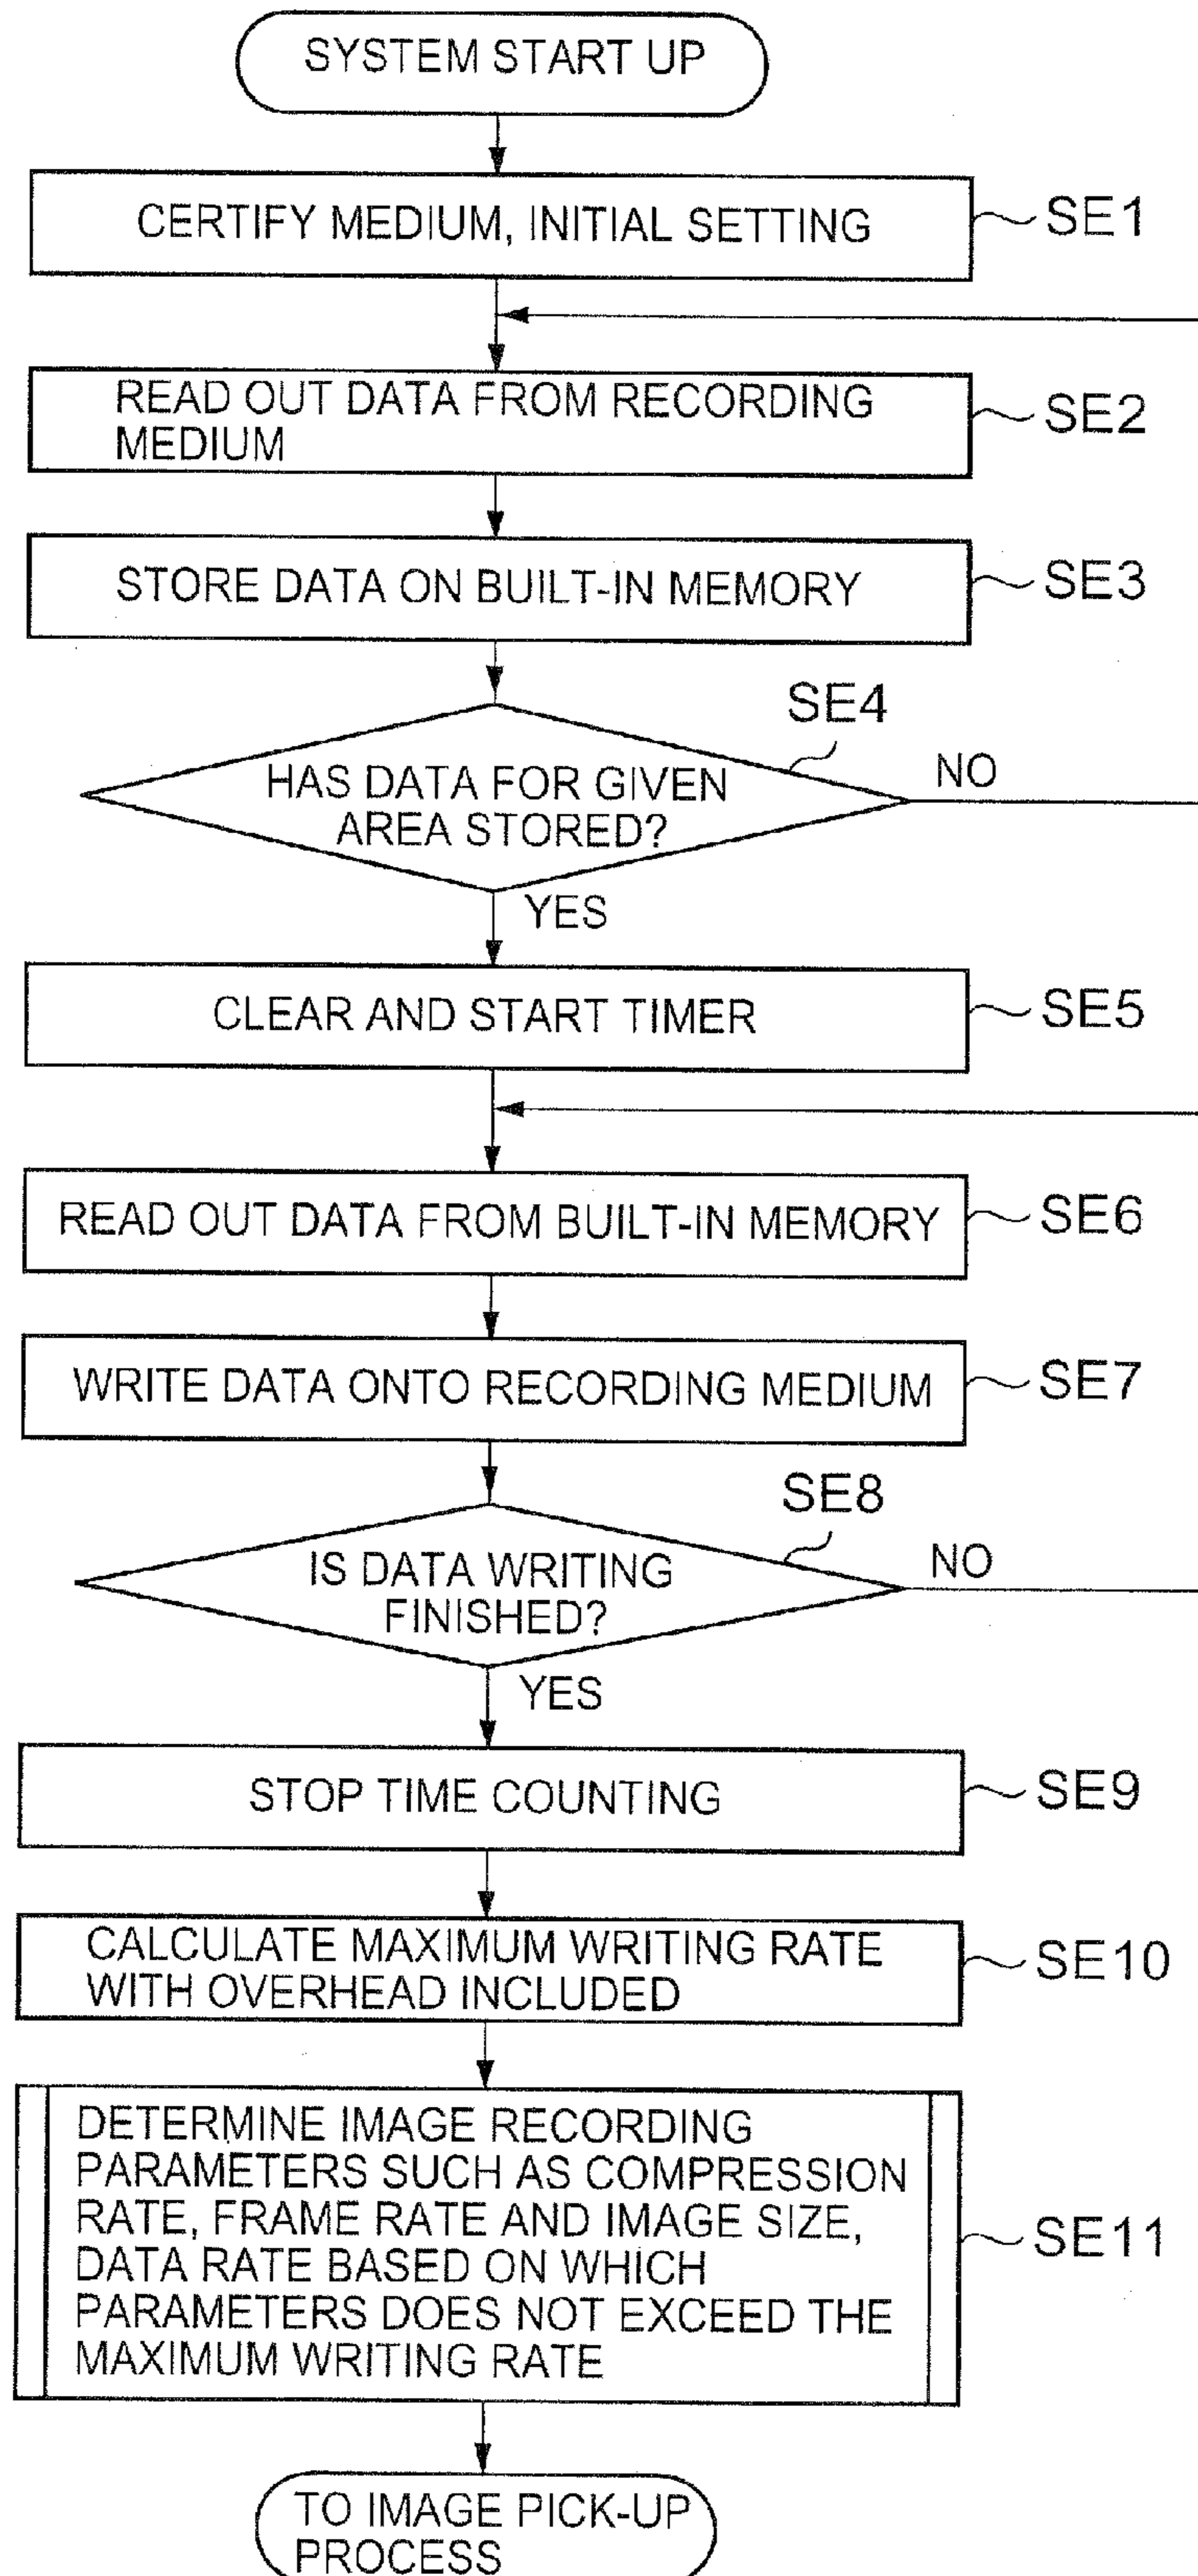 SYSTEM START UP
CERTIFY MEDIUM, INITIAL SETTING
SE1
READ OUT DATA FROM RECORDING
MEDIUM
SE2
STORE DATA ON BUILT-IN MEMORY
SE3
SE4
HAS DATA FOR GIVEN
AREA STORED?
NO
YES
CLEAR AND START TIMER
SE5
READ OUT DATA FROM BUILT-IN MEMORY
SE6
WRITE DATA ONTO RECORDING MEDIUM
SE7
SE8
IS DATA WRITING
FINISHED?
NO
YES
STOP TIME COUNTING
SE9
CALCULATE MAXIMUM WRITING RATE
WITH OVERHEAD INCLUDED
SE10
DETERMINE IMAGE RECORDING
PARAMETERS SUCH AS COMPRESSION
RATE, FRAME RATE AND IMAGE SIZE,
DATA RATE BASED ON WHICH
PARAMETERS DOES NOT EXCEED THE
MAXIMUM WRITING RATE
SE11
TO IMAGE PICK-UP
PROCESS